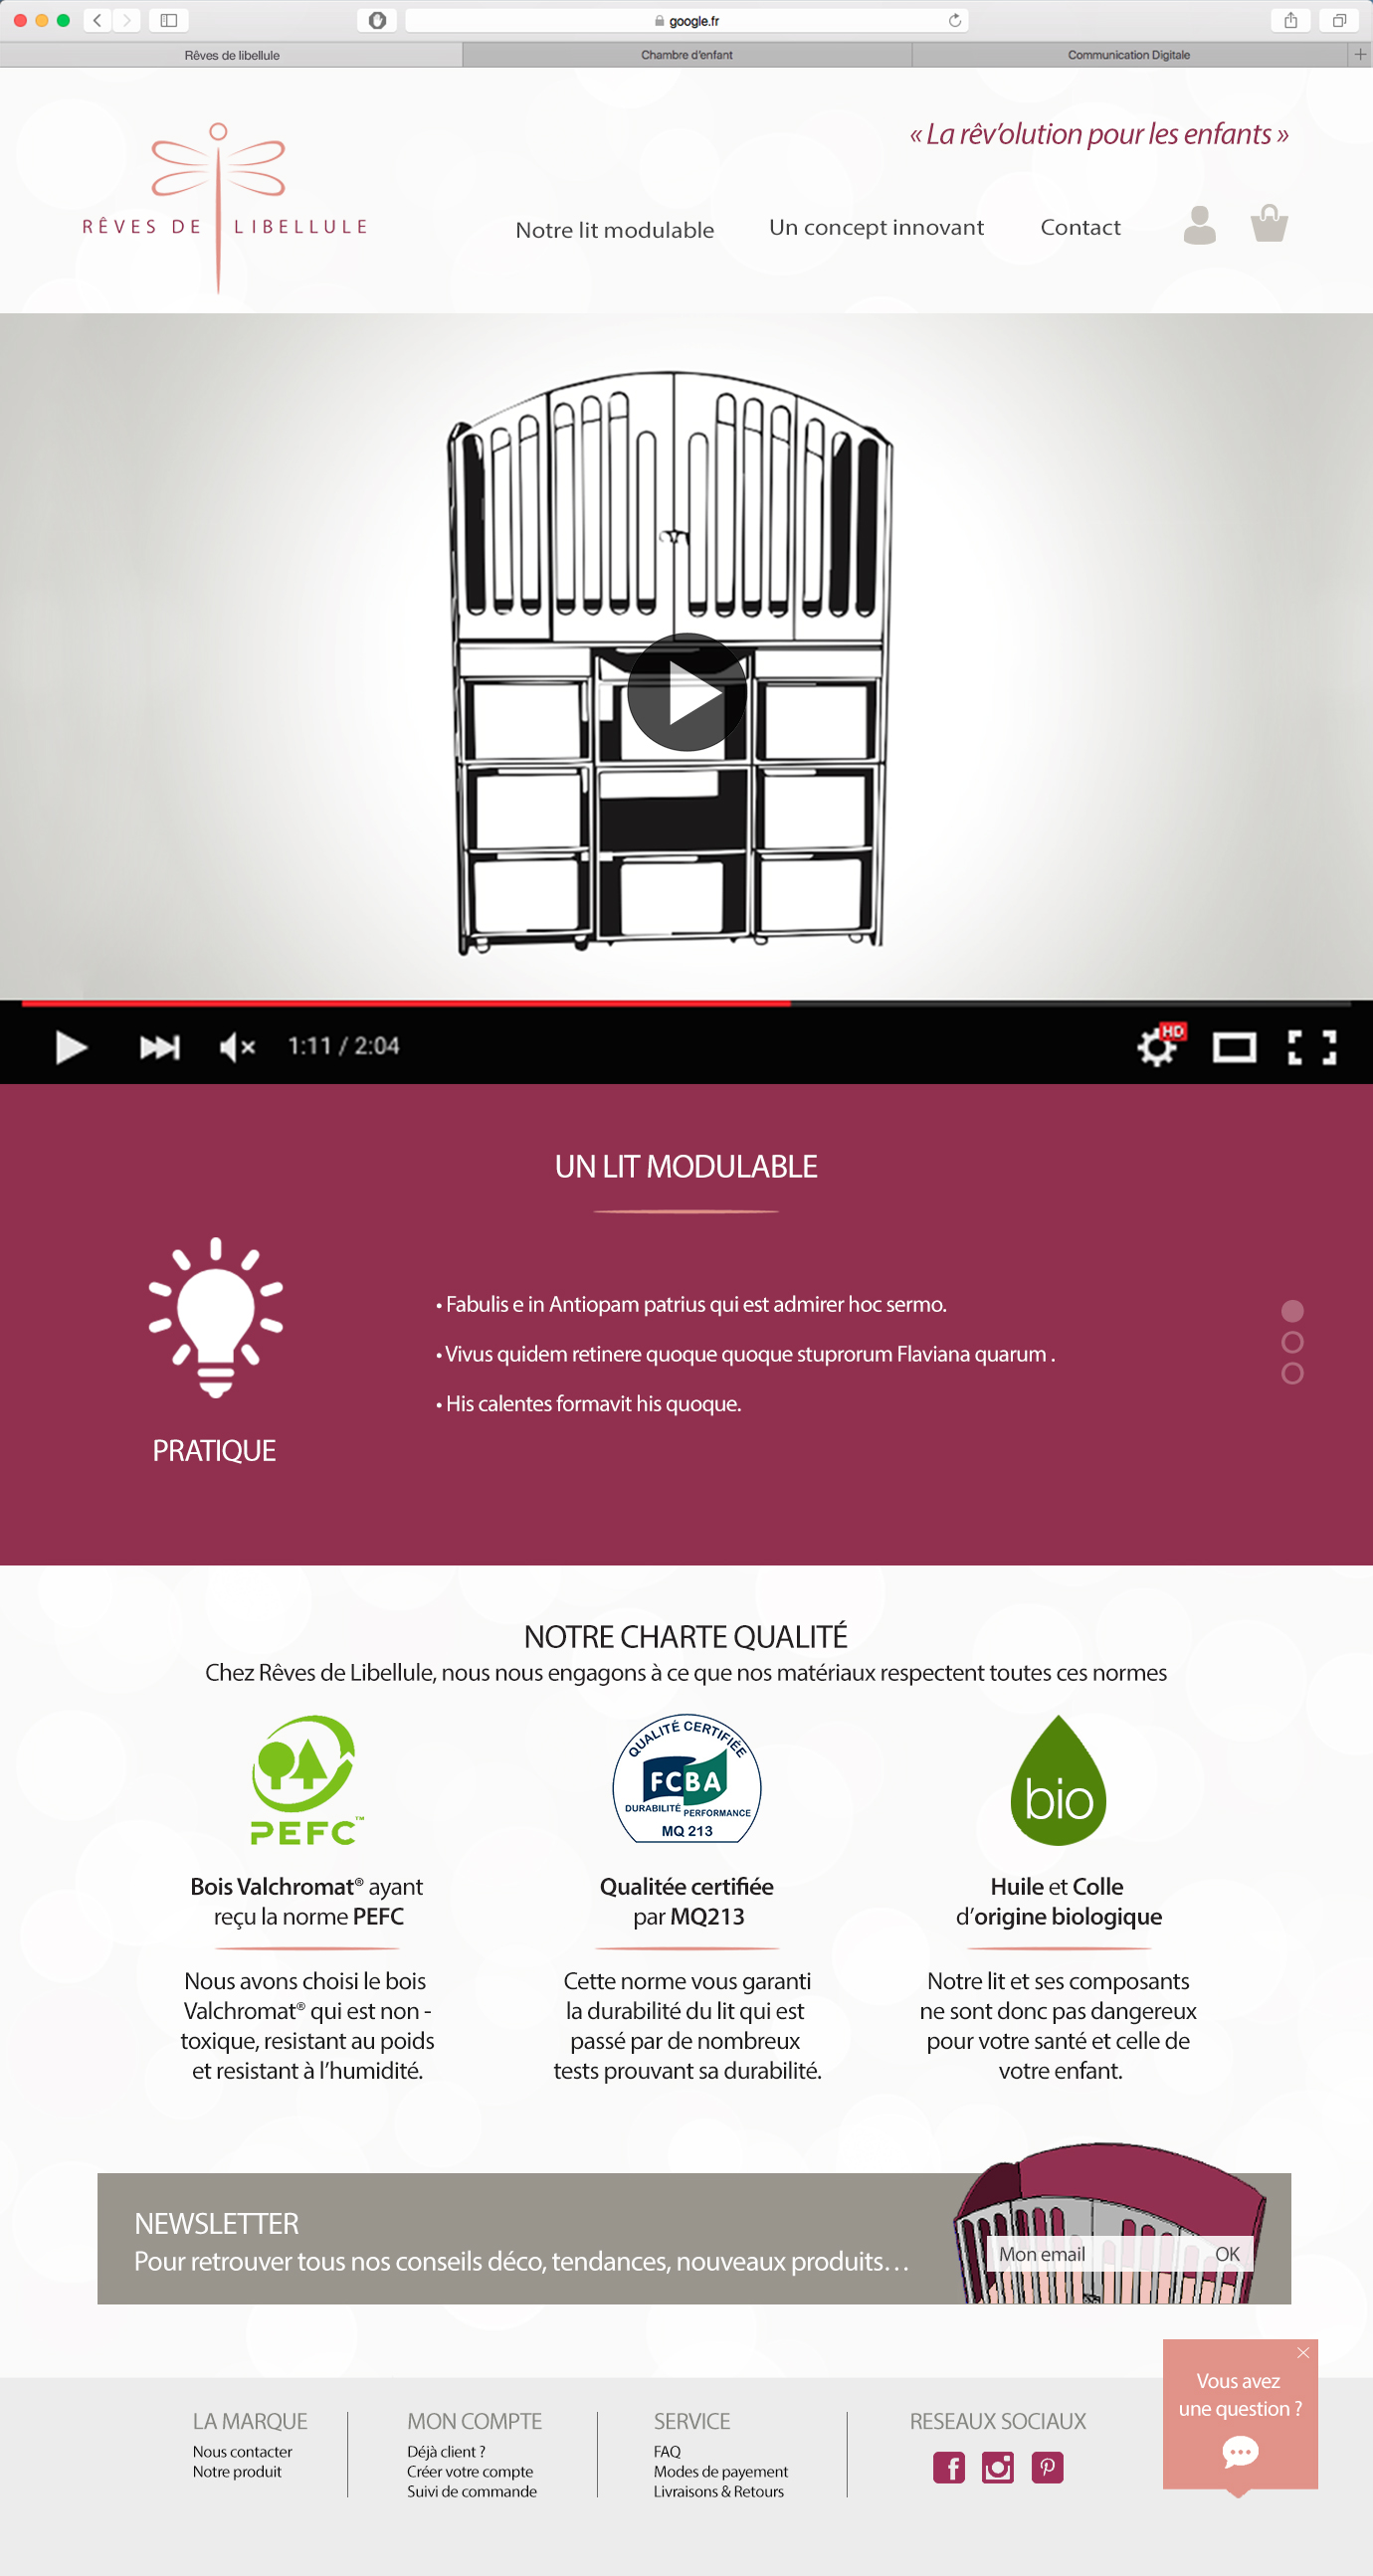 google.fr
Rêves de libellule
Chambre d'enfant
Communication Digitale
« La rêv'olution pour les enfants »
RÊVES DE LIBELLULE
Notre lit modulable
Un concept innovant
Contact
1:11 / 2:04
HD
UN LIT MODULABLE
• Fabulis e in Antiopam patrius qui est admirer hoc sermo.
• Vivus quidem retinere quoque quoque stuprorum Flaviana quarum .
• His calentes formavit his quoque.
PRATIQUE
NOTRE CHARTE QUALITÉ
Chez Rêves de Libellule, nous nous engagons à ce que nos matériaux respectent toutes ces normes
PEFC™
Bois Valchromat® ayant
reçu la norme PEFC
Nous avons choisi le bois
Valchromat® qui est non -
toxique, resistant au poids
et resistant à l'humidité.
QUALITÉ CERTIFIÉE
FCBA
DURABILITÉ PERFORMANCE
MQ 213
Qualitée certifiée
par MQ213
Cette norme vous garanti
la durabilité du lit qui est
passé par de nombreux
tests prouvant sa durabilité.
bio
Huile et Colle
d'origine biologique
Notre lit et ses composants
ne sont donc pas dangereux
pour votre santé et celle de
votre enfant.
NEWSLETTER
Pour retrouver tous nos conseils déco, tendances, nouveaux produits…
Mon email
OK
Vous avez
une question ?
LA MARQUE
Nous contacter
Notre produit
MON COMPTE
Déjà client ?
Créer votre compte
Suivi de commande
SERVICE
FAQ
Modes de payement
Livraisons & Retours
RESEAUX SOCIAUX